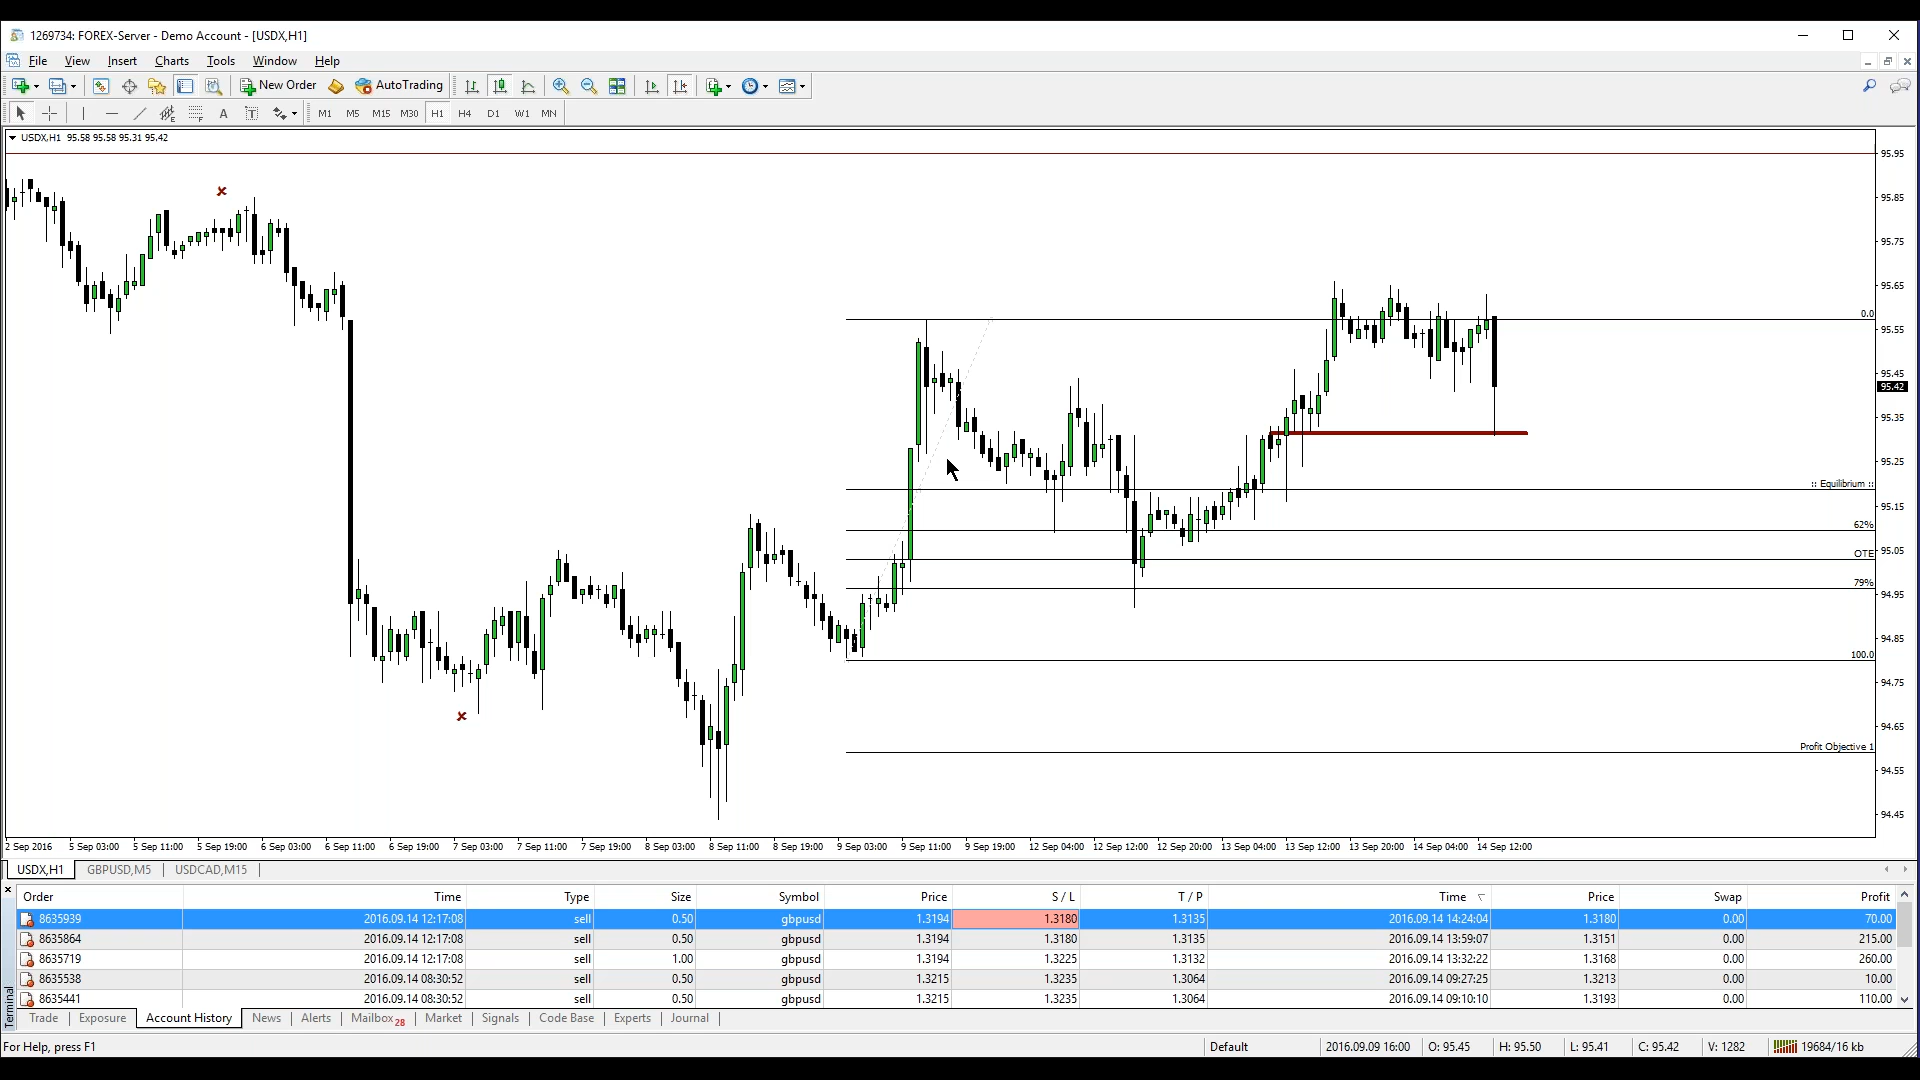 1269734: FOREX-Server - Demo Account - [USDX,H1]
File View Insert Charts Tools Window Help
New Order AutoTrading
A T M1 M5 M15 M30 H1 H4 D1 W1 MN
USDX,H1 95.58 95.58 95.31 95.42
95.95
95.85
95.75
95.65
0.0
95.55
95.45
95.42
95.35
95.25
:: Equilibrium ::
95.15
62%
95.05
OTE
79%
94.95
94.85
100.0
94.75
94.65
Profit Objective 1
94.55
94.45
2 Sep 2016 5 Sep 03:00 5 Sep 11:00 5 Sep 19:00 6 Sep 03:00 6 Sep 11:00 6 Sep 19:00 7 Sep 03:00 7 Sep 11:00 7 Sep 19:00 8 Sep 03:00 8 Sep 11:00 8 Sep 19:00 9 Sep 03:00 9 Sep 11:00 9 Sep 19:00 12 Sep 04:00 12 Sep 12:00 12 Sep 20:00 13 Sep 04:00 13 Sep 12:00 13 Sep 20:00 14 Sep 04:00 14 Sep 12:00
USDX,H1 GBPUSD,M5 USDCAD,M15
Order Time Type Size Symbol Price S / L T / P Time Price Swap Profit
8635939 2016.09.14 12:17:08 sell 0.50 gbpusd 1.3194 1.3180 1.3135 2016.09.14 14:24:04 1.3180 0.00 70.00
8635864 2016.09.14 12:17:08 sell 0.50 gbpusd 1.3194 1.3180 1.3135 2016.09.14 13:59:07 1.3151 0.00 215.00
8635719 2016.09.14 12:17:08 sell 1.00 gbpusd 1.3194 1.3225 1.3132 2016.09.14 13:32:22 1.3168 0.00 260.00
8635538 2016.09.14 08:30:52 sell 0.50 gbpusd 1.3215 1.3235 1.3064 2016.09.14 09:27:25 1.3213 0.00 10.00
8635441 2016.09.14 08:30:52 sell 0.50 gbpusd 1.3215 1.3235 1.3064 2016.09.14 09:10:10 1.3193 0.00 110.00
Terminal
Trade Exposure Account History News Alerts Mailbox 28 Market Signals Code Base Experts Journal
For Help, press F1 Default 2016.09.09 16:00 O: 95.45 H: 95.50 L: 95.41 C: 95.42 V: 1282 19684/16 kb